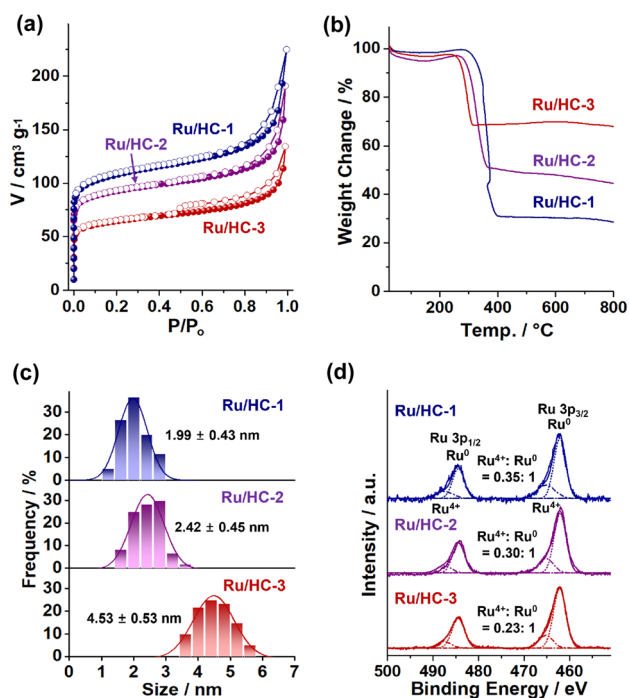 (a)
200
150
100
50
0
V / cm³ g⁻¹
Ru/HC-1
Ru/HC-2
Ru/HC-3
0.0 0.2 0.4 0.6 0.8 1.0
P/Po
(b)
100
80
60
40
20
0
Weight Change / %
Ru/HC-3
Ru/HC-2
Ru/HC-1
200 400 600 800
Temp. / °C
(c)
Ru/HC-1
1.99 ± 0.43 nm
Ru/HC-2
2.42 ± 0.45 nm
Ru/HC-3
4.53 ± 0.53 nm
30
20
10
0
30
20
10
0
30
20
10
0
Frequency / %
0 1 2 3 4 5 6 7
Size / nm
(d)
Ru/HC-1
Ru 3p1/2
Ru⁰
Ru 3p3/2
Ru⁰
Ru⁴⁺: Ru⁰
= 0.35: 1
Ru/HC-2
Ru⁴⁺
Ru⁴⁺
Ru⁴⁺: Ru⁰
= 0.30: 1
Ru/HC-3
Ru⁴⁺: Ru⁰
= 0.23: 1
Intensity / a.u.
500 490 480 470 460
Binding Energy / eV